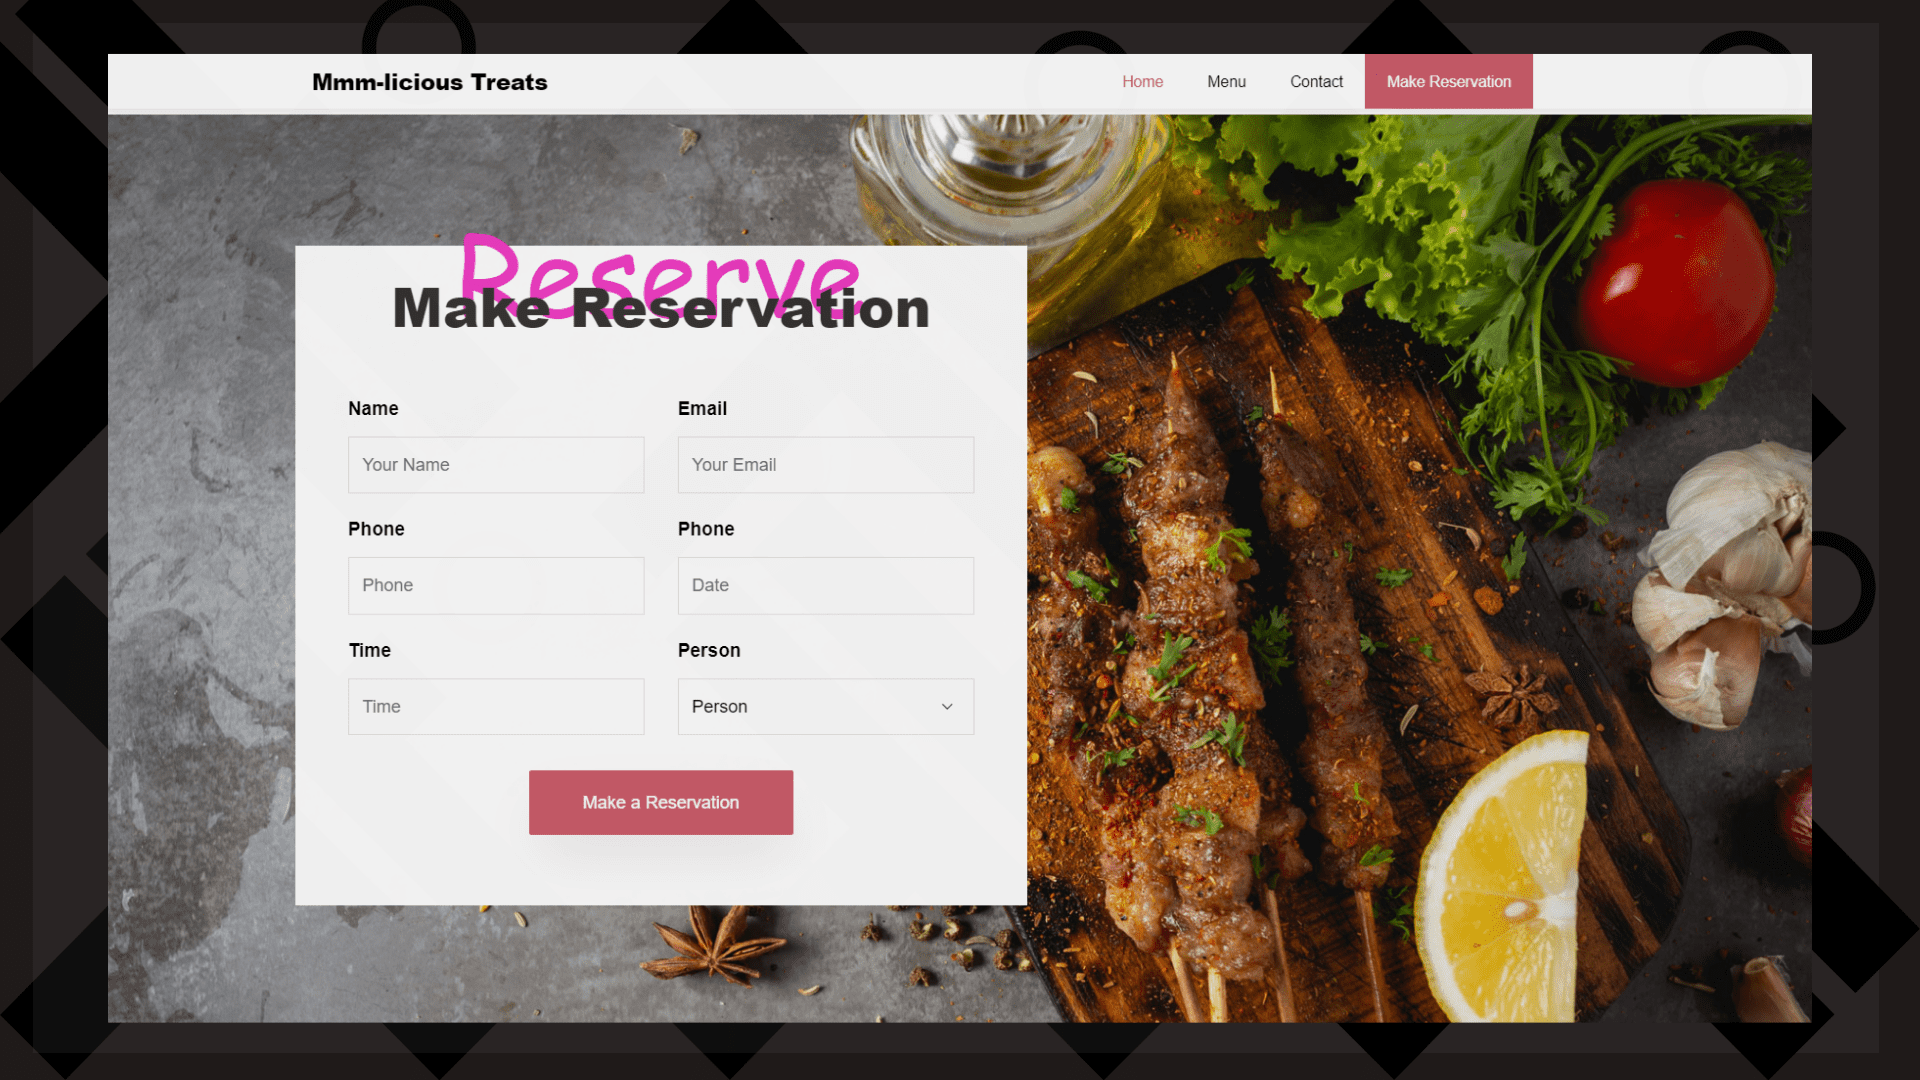 Mmm-licious Treats Home Menu Contact Make Reservation
Reserve
Make Reservation
Name Email
Your Name Your Email
Phone Phone
Phone Date
Time Person
Time Person
Make a Reservation